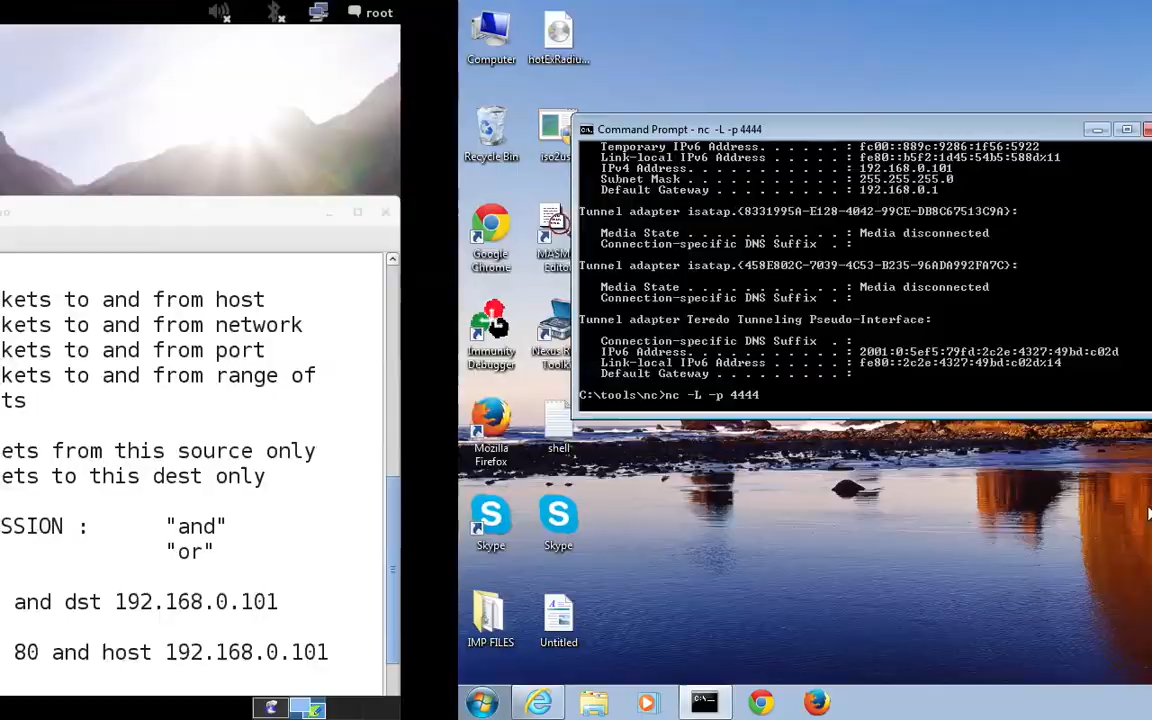 root
kets to and from host
kets to and from network
kets to and from port
kets to and from range of
ts
ets from this source only
ets to this dest only
SSION : "and"
"or"
and dst 192.168.0.101
80 and host 192.168.0.101
Computer
hotExRadiu...
Recycle Bin
iso2us
Google
Chrome
MASM
Edito
Immunity
Debugger
Nexus R
Mozilla
Firefox
shell
Skype
Skype
IMP FILES
Untitled
Command Prompt - nc -L -p 4444
Temporary IPv6 Address. . . . . . : fc00::889c:9286:1f56:5922
Link-local IPv6 Address . . . . . : fe80::b5f2:1d45:54b5:588d%11
IPv4 Address. . . . . . . . . . . : 192.168.0.101
Subnet Mask . . . . . . . . . . . : 255.255.255.0
Default Gateway . . . . . . . . . : 192.168.0.1
Tunnel adapter isatap.{8331995A-E128-4042-99CE-DB8C67513C9A}:
Media State . . . . . . . . . . . : Media disconnected
Connection-specific DNS Suffix  . :
Tunnel adapter isatap.{458E802C-7039-4C53-B235-96ADA992FA7C}:
Media State . . . . . . . . . . . : Media disconnected
Connection-specific DNS Suffix  . :
Tunnel adapter Teredo Tunneling Pseudo-Interface:
Connection-specific DNS Suffix  . :
IPv6 Address. . . . . . . . . . . : 2001:0:5ef5:79fd:2c2e:4327:49bd:c02d
Link-local IPv6 Address . . . . . : fe80::2c2e:4327:49bd:c02d%14
Default Gateway . . . . . . . . . :
C:\tools\nc>nc -L -p 4444